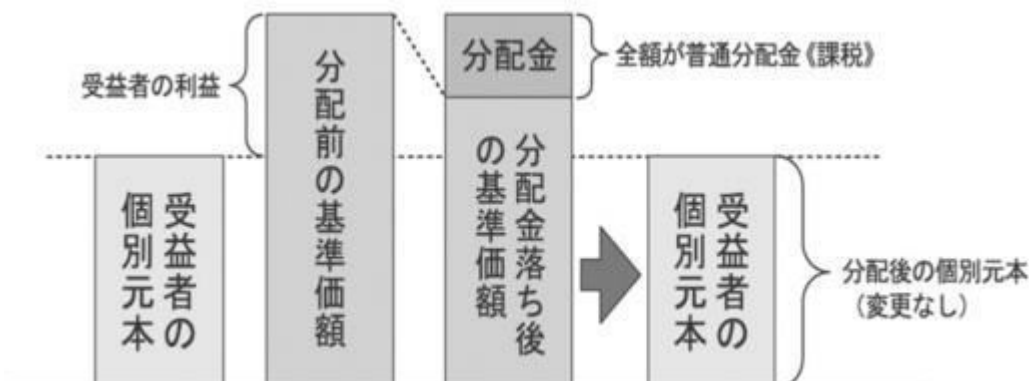 受益者の利益
受益者の
個別元本
分配前の基準価額
分配金
全額が普通分配金《課税》
分配金落ち後
の基準価額
受益者の
個別元本
分配後の個別元本
（変更なし）